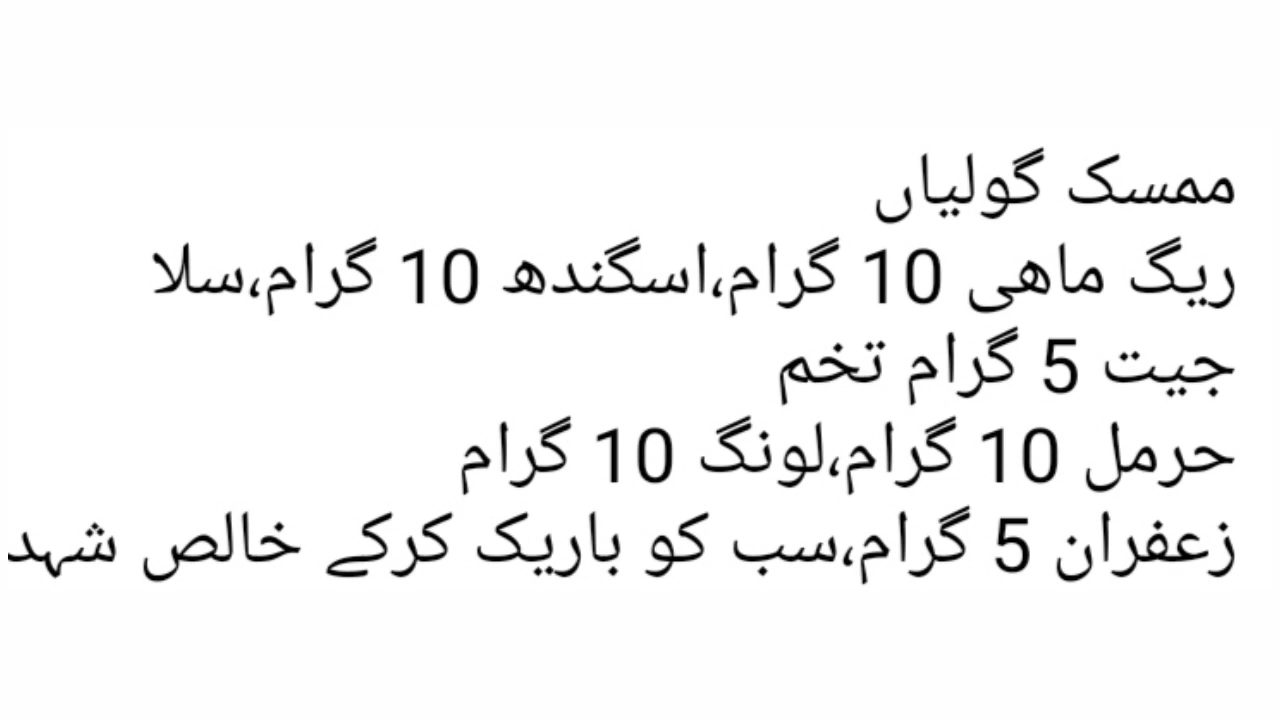 ممسک گولیاں
ریگ ماھی 10 گرام،اسگندھ 10 گرام،سلا
جیت 5 گرام تخم
حرمل 10 گرام،لونگ 10 گرام
زعفران 5 گرام،سب کو باریک کرکے خالص شہد